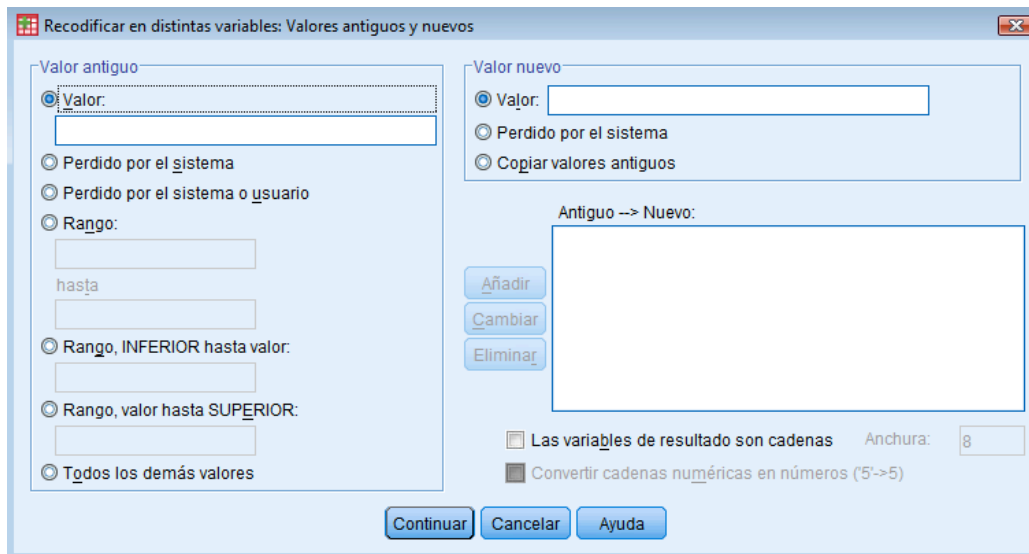 Recodificar en distintas variables: Valores antiguos y nuevos
Valor antiguo
Valor:
Perdido por el sistema
Perdido por el sistema o usuario
Rango:
hasta
Rango, INFERIOR hasta valor:
Rango, valor hasta SUPERIOR:
Todos los demás valores
Valor nuevo
Valor:
Perdido por el sistema
Copiar valores antiguos
Antiguo --> Nuevo:
Añadir
Cambiar
Eliminar
Las variables de resultado son cadenas Anchura: 8
Convertir cadenas numéricas en números ('5'->5)
Continuar Cancelar Ayuda